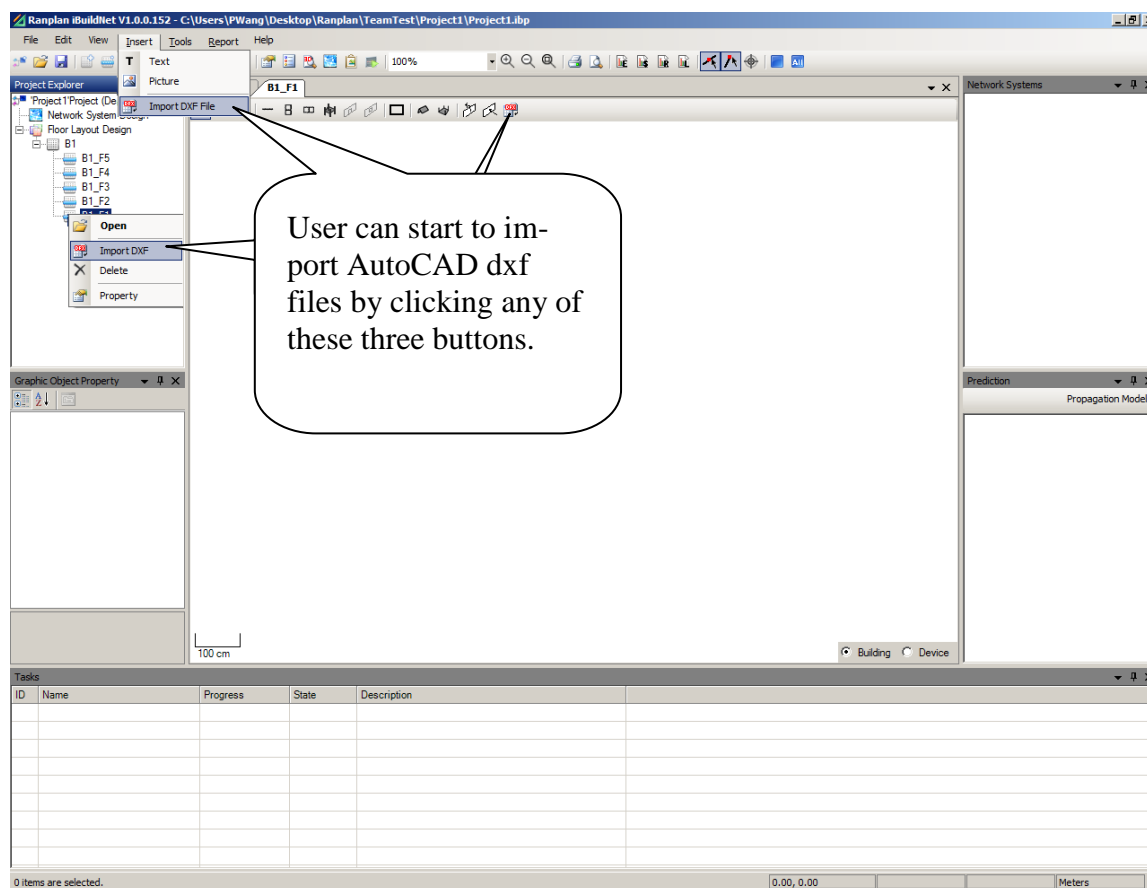 Ranplan iBuildNet V1.0.0.152 - C:\Users\PWang\Desktop\Ranplan\TeamTest\Project1\Project1.ibp
File Edit View Insert Tools Report Help
T Text
Picture
Import DXF File
100%
All
Project Explorer
B1_F1
Network Systems
'Project1'Project (De
Network System
Floor Layout Design
B1
B1_F5
B1_F4
B1_F3
B1_F2
Open
Import DXF
Delete
Property
User can start to im-
port AutoCAD dxf
files by clicking any of
these three buttons.
Graphic Object Property
Prediction
Propagation Model
100 cm
Building Device
Tasks
ID Name Progress State Description
0 items are selected.
0.00, 0.00
Meters